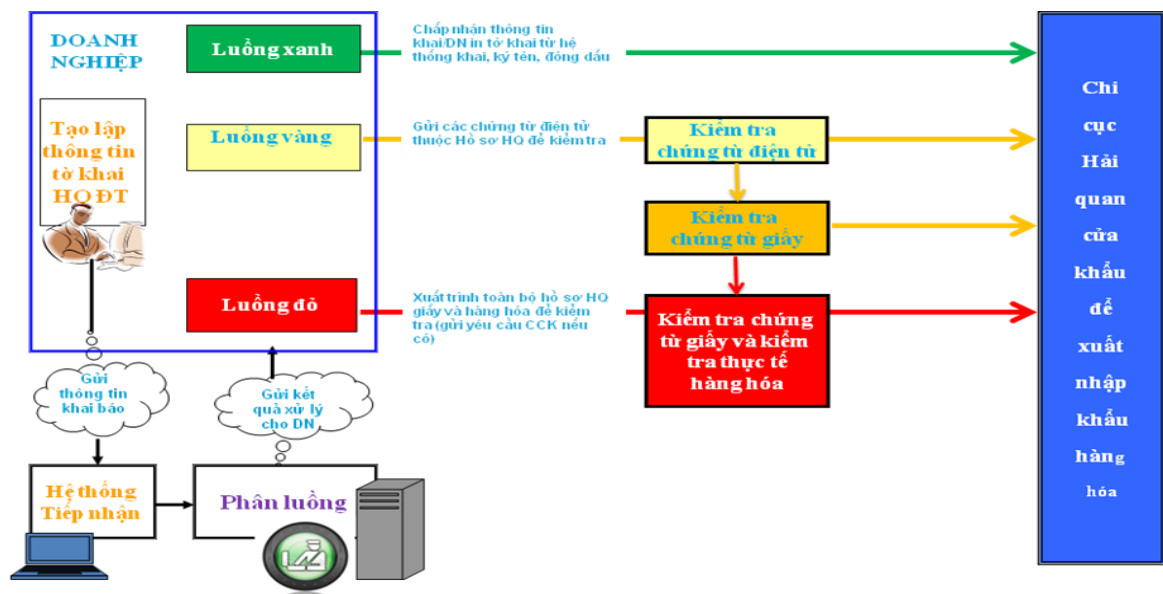 DOANH
NGHIỆP
Tạo lập
thông tin
tờ khai
HQ ĐT
Luồng xanh
Chấp nhận thông tin
khai/DN in tờ khai từ hệ
thống khai, ký tên, đóng dấu
Luồng vàng
Gửi các chứng từ điện tử
thuộc Hồ sơ HQ để kiểm tra
Kiểm tra
chứng từ điện tử
Kiểm tra
chứng từ giấy
Luồng đỏ
Xuất trình toàn bộ hồ sơ HQ
giấy và hàng hóa để kiểm
tra (gửi yêu cầu CCK nếu
có)
Kiểm tra chứng
từ giấy và kiểm
tra thực tế
hàng hóa
Gửi
thông tin
khai báo
Gửi kết
quả xử lý
cho DN
Hệ thống
Tiếp nhận
Phân luồng
Chi
cục
Hải
quan
cửa
khẩu
để
xuất
nhập
khẩu
hàng
hóa